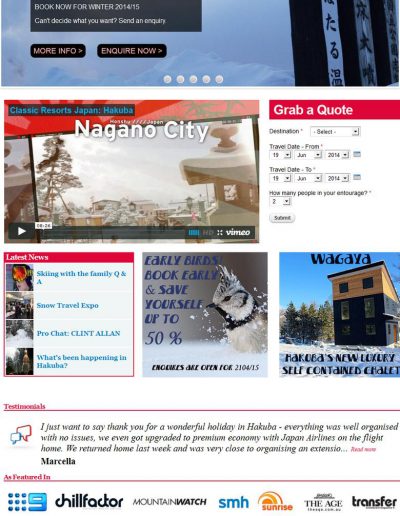 BOOK NOW FOR WINTER 2014/15
Can't decide what you want? Send an enquiry
MORE INFO >
ENQUIRE NOW >
Classic Resorts Japan: Hakuba
Honshu //// Japan
Nagano City
06:26
HD vimeo
Grab a Quote
Destination * - Select -
Travel Date - From *
19 Jun 2014
Travel Date - To *
19 Jun 2014
How many people in your entourage? *
2
Submit
Latest News
Skiing with the family Q & A
Snow Travel Expo
Pro Chat: CLINT ALLAN
What's been happening in Hakuba?
EARLY BIRDS!
BOOK EARLY
& SAVE
YOURSELF
UP TO
50 %
ENQUIRES ARE OPEN FOR 2104/15
WAGAYA
HAKUBA'S NEW LUXURY
SELF CONTAINED CHALET
Testimonials
I just want to say thank you for a wonderful holiday in Hakuba - everything was well organised
with no issues, we even got upgraded to premium economy with Japan Airlines on the flight
home. We returned home last week and was very close to organising an extensio... Read more
Marcella
As Featured In
9 chillfactor MOUNTAINWATCH smh sunrise THE AGE transfer
theage.com.au